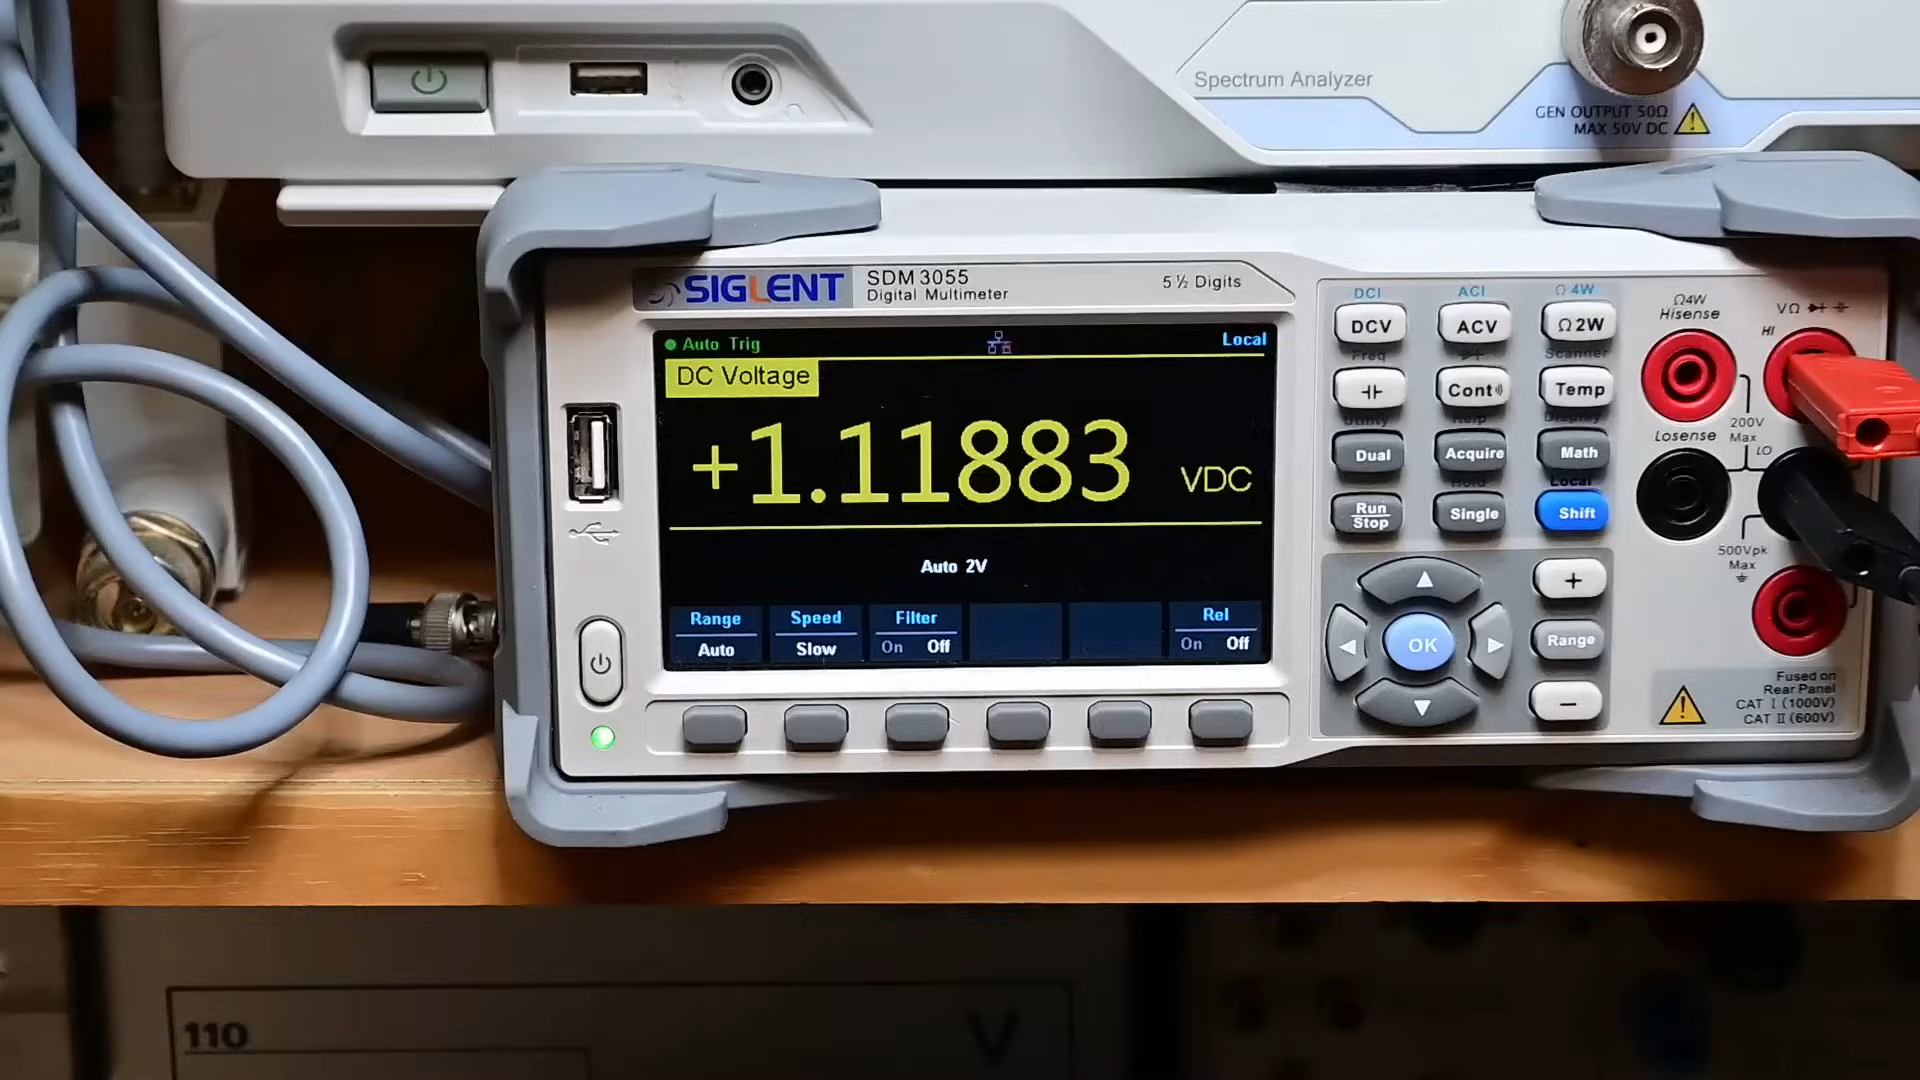 Spectrum Analyzer
GEN OUTPUT 50Ω
MAX 50V DC
SIGLENT
SDM 3055
Digital Multimeter
5 ½ Digits
Auto Trig
Local
DC Voltage
+1.11883 VDC
Auto 2V
Range Speed Filter Rel
Auto Slow On Off On Off
DCI ACI Ω 4W
DCV ACV Ω 2W
Freq Scanner
Cont Temp
Utility Help Display
Dual Acquire Math
Hold Local
Run Stop Single Shift
+
OK Range
−
Ω4W
Hisense
VΩ
HI
200V
Max
Losense
LO
500Vpk
Max
Fused on
Rear Panel
CAT I (1000V)
CAT II (600V)
110
V